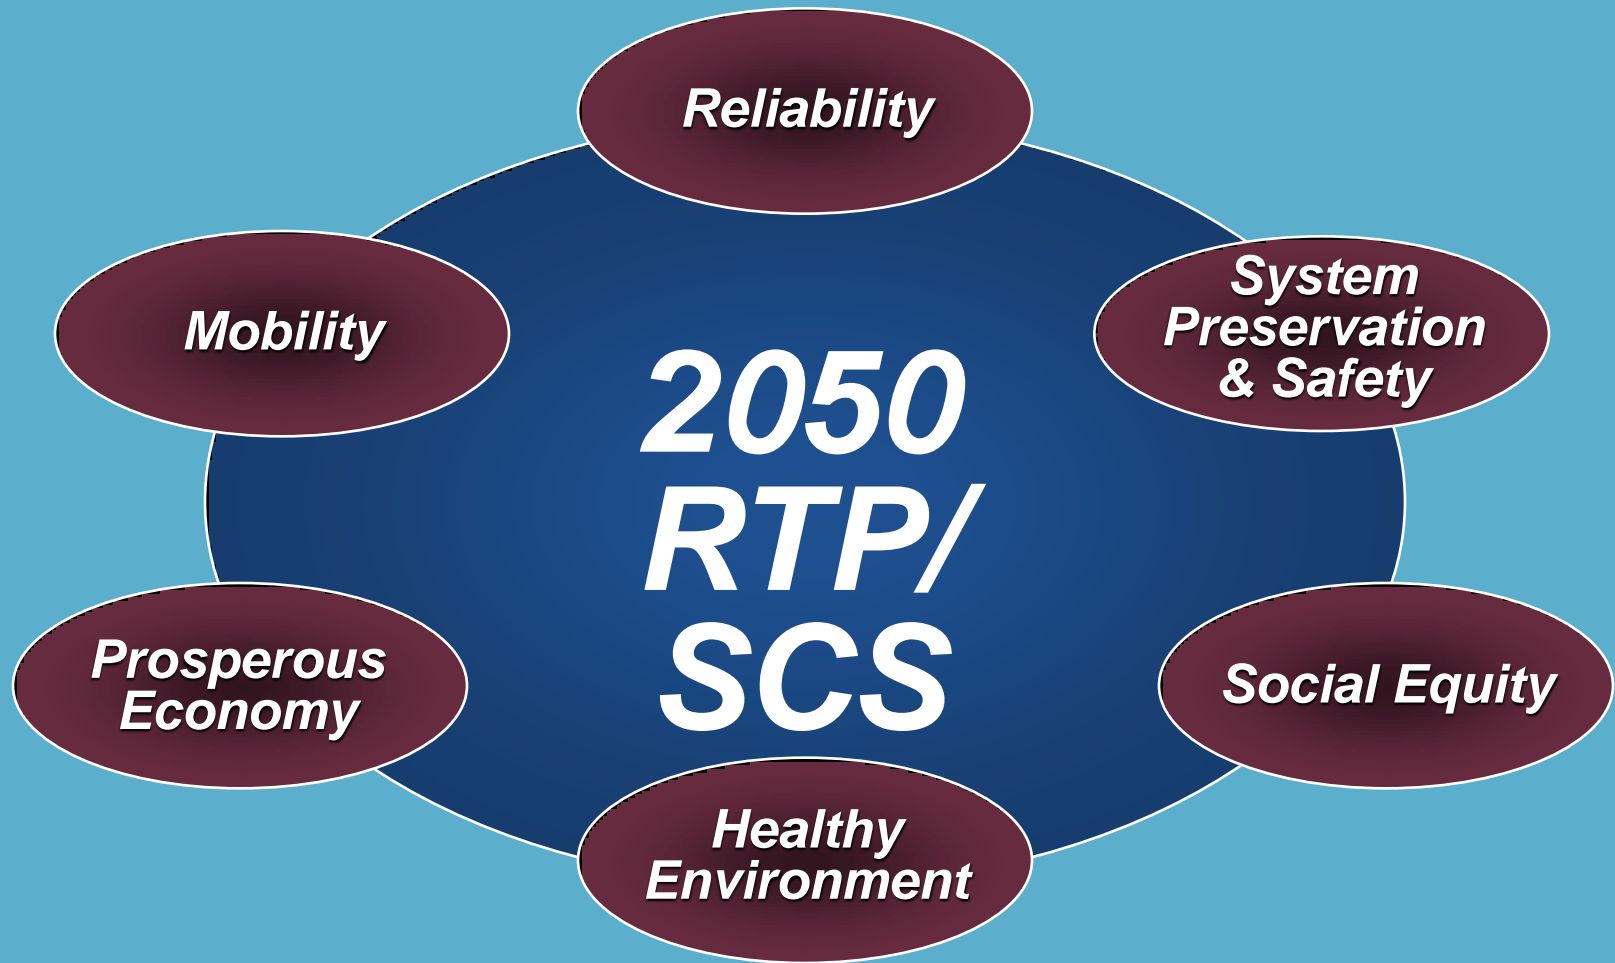 Reliability
System
Preservation
& Safety
Mobility
2050
RTP/
SCS
Prosperous
Economy
Social Equity
Healthy
Environment